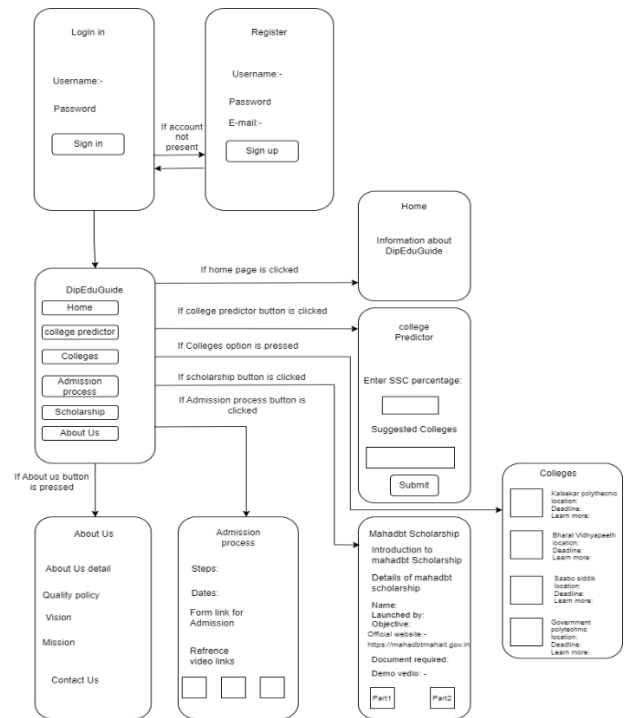 Login in
Username:-
Password
Sign in
Register
Username:-
Password
E-mail:-
Sign up
If account
not
present
DipEduGuide
Home
college predictor
Colleges
Admission
process
Scholarship
About Us
If home page is clicked
If college predictor button is clicked
If Colleges option is pressed
If scholarship button is clicked
If Admission process button is
clicked
If About us button
is pressed
Home
Information about
DipEduGuide
college
Predictor
Enter SSC percentage:
Suggested Colleges
Submit
Colleges
Kalsekar polythecnic
location:
Deadline:
Learn more:
Bharat Vidhyapeeth
location:
Deadline:
Learn more:
Saabo siddik
location:
Deadline:
Learn more:
Government
polytechnic
location:
Deadline:
Learn more:
About Us
About Us detail
Quality policy
Vision
Mission
Contact Us
Admission
process
Steps:
Dates:
Form link for
Admission
Refrence
video links
Mahadbt Scholarship
Introduction to
mahadbt Scholarship
Details of mahadbt
scholarship
Name:
Launched by:
Objective:
Official website:-
https://mahadbtmahait.gov.in
Document required:
Demo vedio: -
Part1
Part2